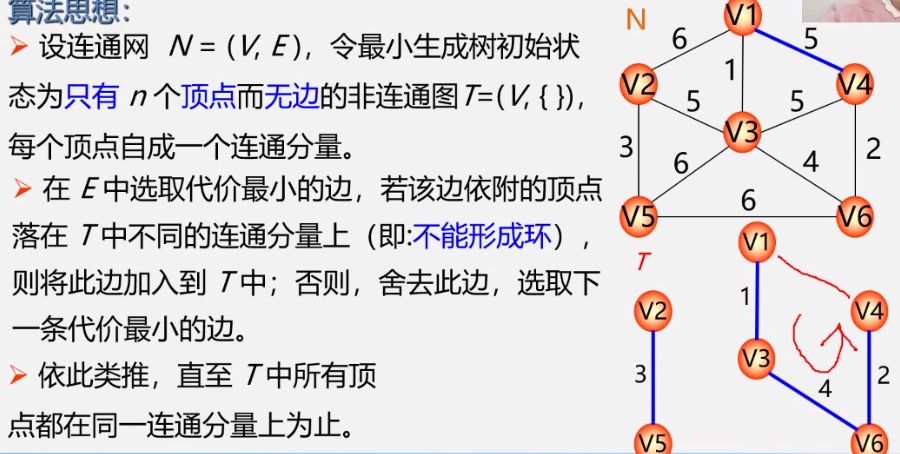 算法思想：
➢ 设连通网 N = (V, E )，令最小生成树初始状
态为只有 n 个顶点而无边的非连通图T=(V, { })，
每个顶点自成一个连通分量。
➢ 在 E 中选取代价最小的边，若该边依附的顶点
落在 T 中不同的连通分量上（即:不能形成环），
则将此边加入到 T 中；否则，舍去此边，选取下
一条代价最小的边。
➢ 依此类推，直至 T 中所有顶
点都在同一连通分量上为止。
N
V1
6
5
1
V2
V4
5
5
V3
3
2
6
4
V5
6
V6
T
V1
1
V2
V4
V3
3
2
4
V5
V6